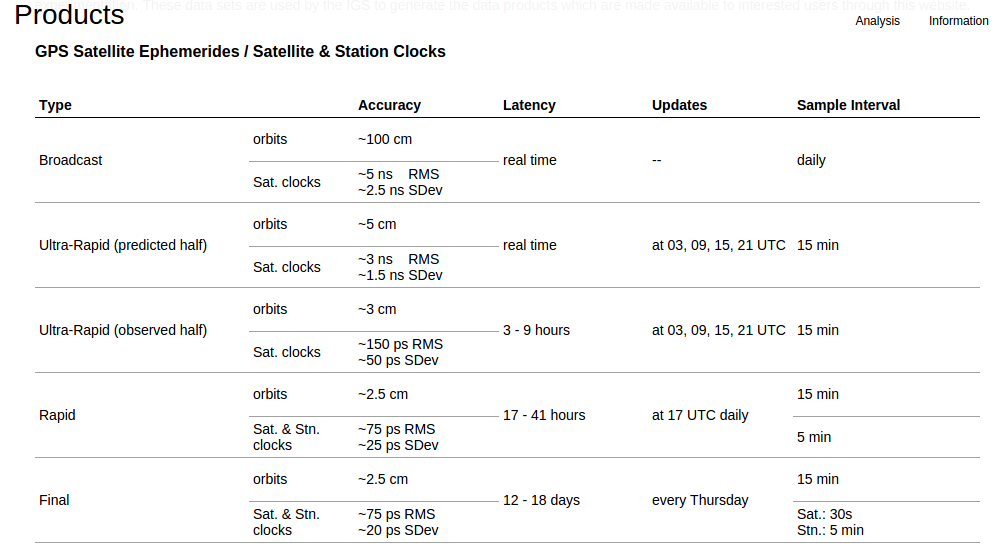 mentation. These data sets are used by the IGS to generate the data products which are made available to interested users through this website.
Products
Analysis Information
GPS Satellite Ephemerides / Satellite & Station Clocks
Type Accuracy Latency Updates Sample Interval
Broadcast orbits ~100 cm real time -- daily
Sat. clocks ~5 ns RMS
~2.5 ns SDev
Ultra-Rapid (predicted half) orbits ~5 cm real time at 03, 09, 15, 21 UTC 15 min
Sat. clocks ~3 ns RMS
~1.5 ns SDev
Ultra-Rapid (observed half) orbits ~3 cm 3 - 9 hours at 03, 09, 15, 21 UTC 15 min
Sat. clocks ~150 ps RMS
~50 ps SDev
Rapid orbits ~2.5 cm 17 - 41 hours at 17 UTC daily 15 min
Sat. & Stn. ~75 ps RMS 5 min
clocks ~25 ps SDev
Final orbits ~2.5 cm 12 - 18 days every Thursday 15 min
Sat. & Stn. ~75 ps RMS Sat.: 30s
clocks ~20 ps SDev Stn.: 5 min